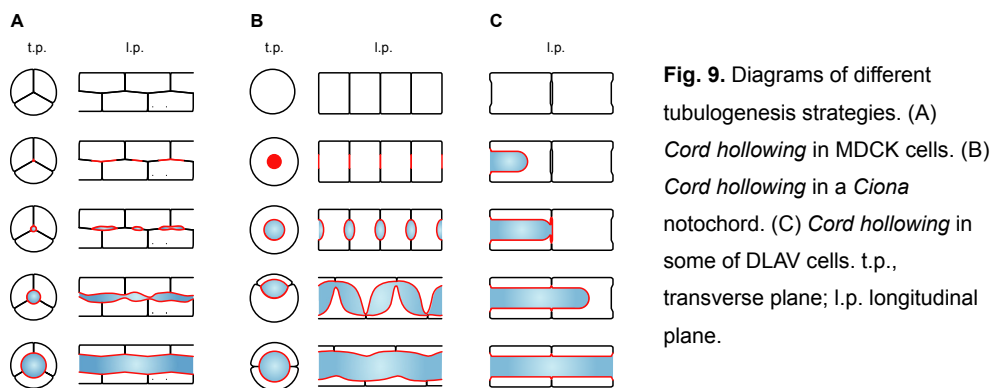 A
B
C
t.p.
l.p.
t.p.
l.p.
l.p.
Fig. 9. Diagrams of different
tubulogenesis strategies. (A)
Cord hollowing in MDCK cells. (B)
Cord hollowing in a Ciona
notochord. (C) Cord hollowing in
some of DLAV cells. t.p.,
transverse plane; l.p. longitudinal
plane.